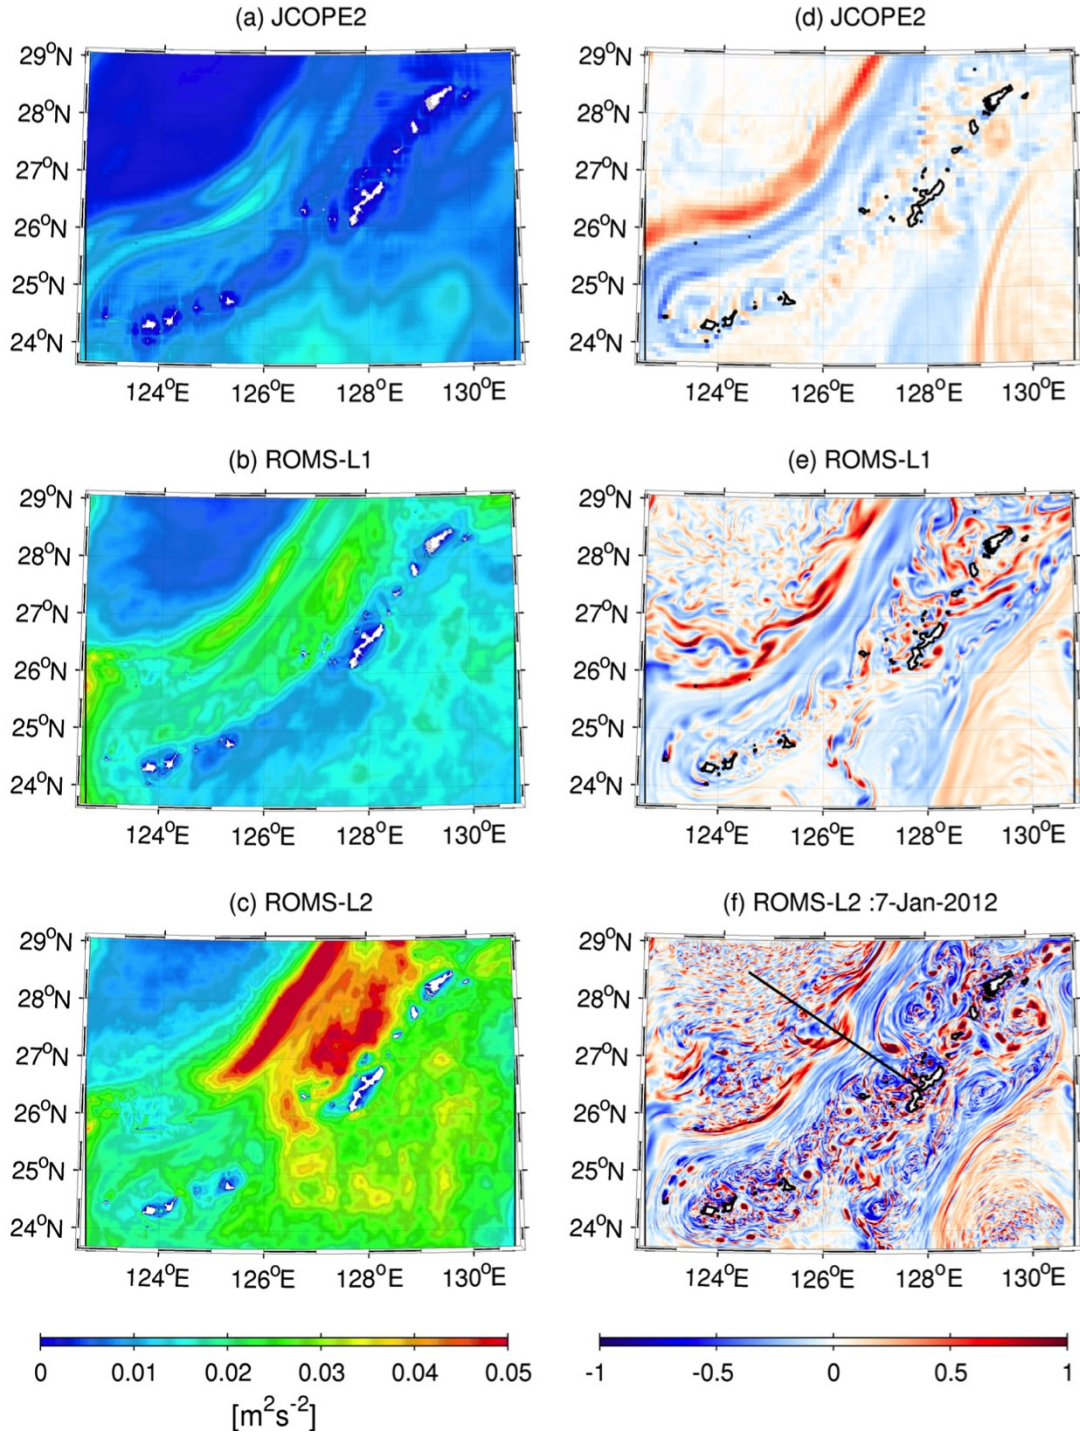 (a) JCOPE2
(d) JCOPE2
29°N
28°N
27°N
26°N
25°N
24°N
124°E 126°E 128°E 130°E
29°N
28°N
27°N
26°N
25°N
24°N
124°E 126°E 128°E 130°E
(b) ROMS-L1
(e) ROMS-L1
29°N
28°N
27°N
26°N
25°N
24°N
124°E 126°E 128°E 130°E
29°N
28°N
27°N
26°N
25°N
24°N
124°E 126°E 128°E 130°E
(c) ROMS-L2
(f) ROMS-L2 :7-Jan-2012
29°N
28°N
27°N
26°N
25°N
24°N
124°E 126°E 128°E 130°E
29°N
28°N
27°N
26°N
25°N
24°N
124°E 126°E 128°E 130°E
0 0.01 0.02 0.03 0.04 0.05
[m²s⁻²]
-1 -0.5 0 0.5 1